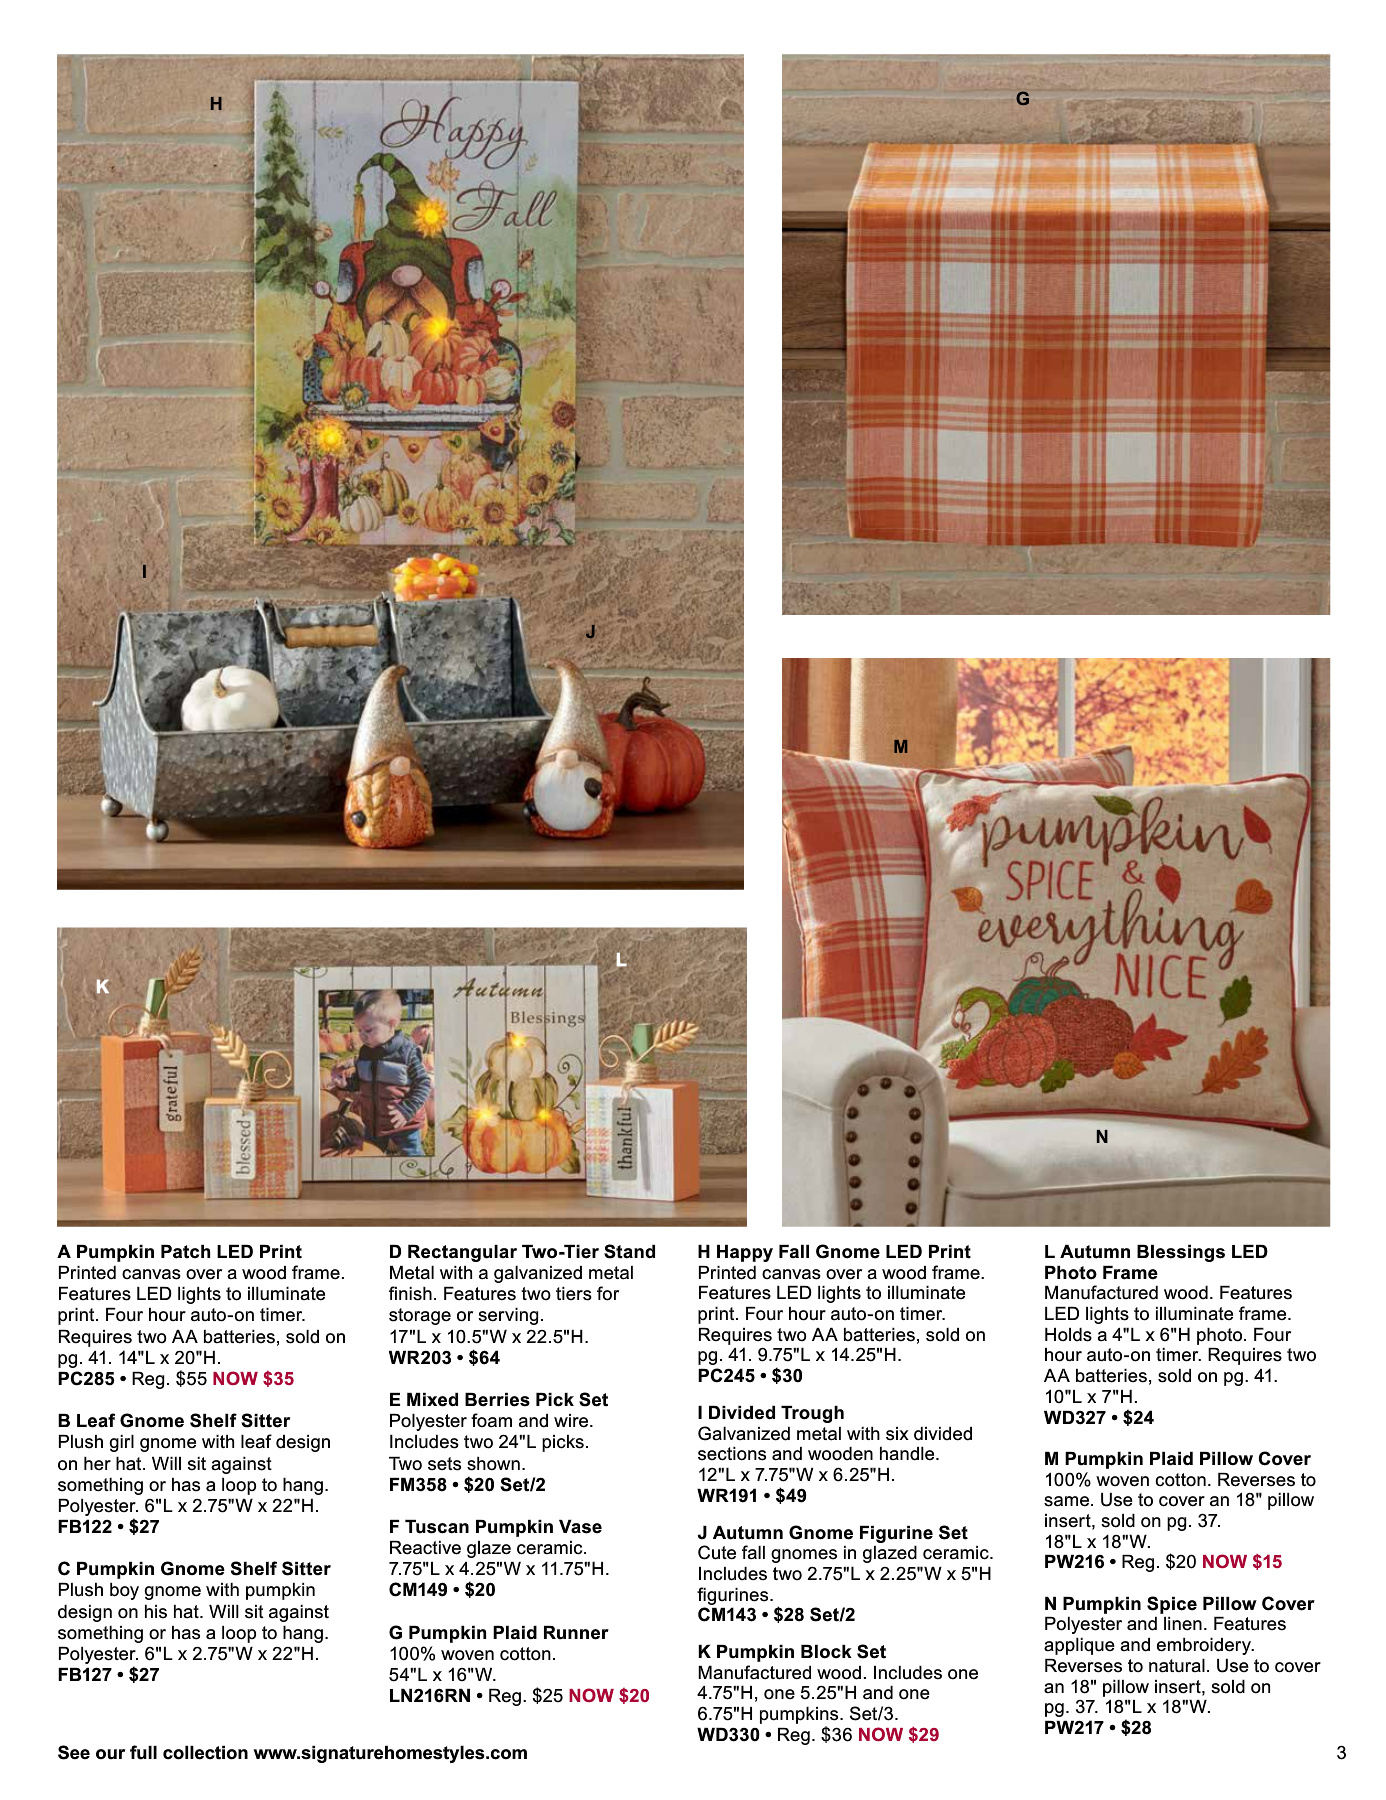 H
Happy
Fall
G
I
J
M
pumpkin
SPICE &
everything
NICE
N
K
L
Autumn
Blessings
grateful
blessed
thankful
A Pumpkin Patch LED Print
Printed canvas over a wood frame.
Features LED lights to illuminate
print. Four hour auto-on timer.
Requires two AA batteries, sold on
pg. 41. 14"L x 20"H.
PC285 • Reg. $55 NOW $35
B Leaf Gnome Shelf Sitter
Plush girl gnome with leaf design
on her hat. Will sit against
something or has a loop to hang.
Polyester. 6"L x 2.75"W x 22"H.
FB122 • $27
C Pumpkin Gnome Shelf Sitter
Plush boy gnome with pumpkin
design on his hat. Will sit against
something or has a loop to hang.
Polyester. 6"L x 2.75"W x 22"H.
FB127 • $27
D Rectangular Two-Tier Stand
Metal with a galvanized metal
finish. Features two tiers for
storage or serving.
17"L x 10.5"W x 22.5"H.
WR203 • $64
E Mixed Berries Pick Set
Polyester foam and wire.
Includes two 24"L picks.
Two sets shown.
FM358 • $20 Set/2
F Tuscan Pumpkin Vase
Reactive glaze ceramic.
7.75"L x 4.25"W x 11.75"H.
CM149 • $20
G Pumpkin Plaid Runner
100% woven cotton.
54"L x 16"W.
LN216RN • Reg. $25 NOW $20
H Happy Fall Gnome LED Print
Printed canvas over a wood frame.
Features LED lights to illuminate
print. Four hour auto-on timer.
Requires two AA batteries, sold on
pg. 41. 9.75"L x 14.25"H.
PC245 • $30
I Divided Trough
Galvanized metal with six divided
sections and wooden handle.
12"L x 7.75"W x 6.25"H.
WR191 • $49
J Autumn Gnome Figurine Set
Cute fall gnomes in glazed ceramic.
Includes two 2.75"L x 2.25"W x 5"H
figurines.
CM143 • $28 Set/2
K Pumpkin Block Set
Manufactured wood. Includes one
4.75"H, one 5.25"H and one
6.75"H pumpkins. Set/3.
WD330 • Reg. $36 NOW $29
L Autumn Blessings LED
Photo Frame
Manufactured wood. Features
LED lights to illuminate frame.
Holds a 4"L x 6"H photo. Four
hour auto-on timer. Requires two
AA batteries, sold on pg. 41.
10"L x 7"H.
WD327 • $24
M Pumpkin Plaid Pillow Cover
100% woven cotton. Reverses to
same. Use to cover an 18" pillow
insert, sold on pg. 37.
18"L x 18"W.
PW216 • Reg. $20 NOW $15
N Pumpkin Spice Pillow Cover
Polyester and linen. Features
applique and embroidery.
Reverses to natural. Use to cover
an 18" pillow insert, sold on
pg. 37. 18"L x 18"W.
PW217 • $28
See our full collection www.signaturehomestyles.com
3